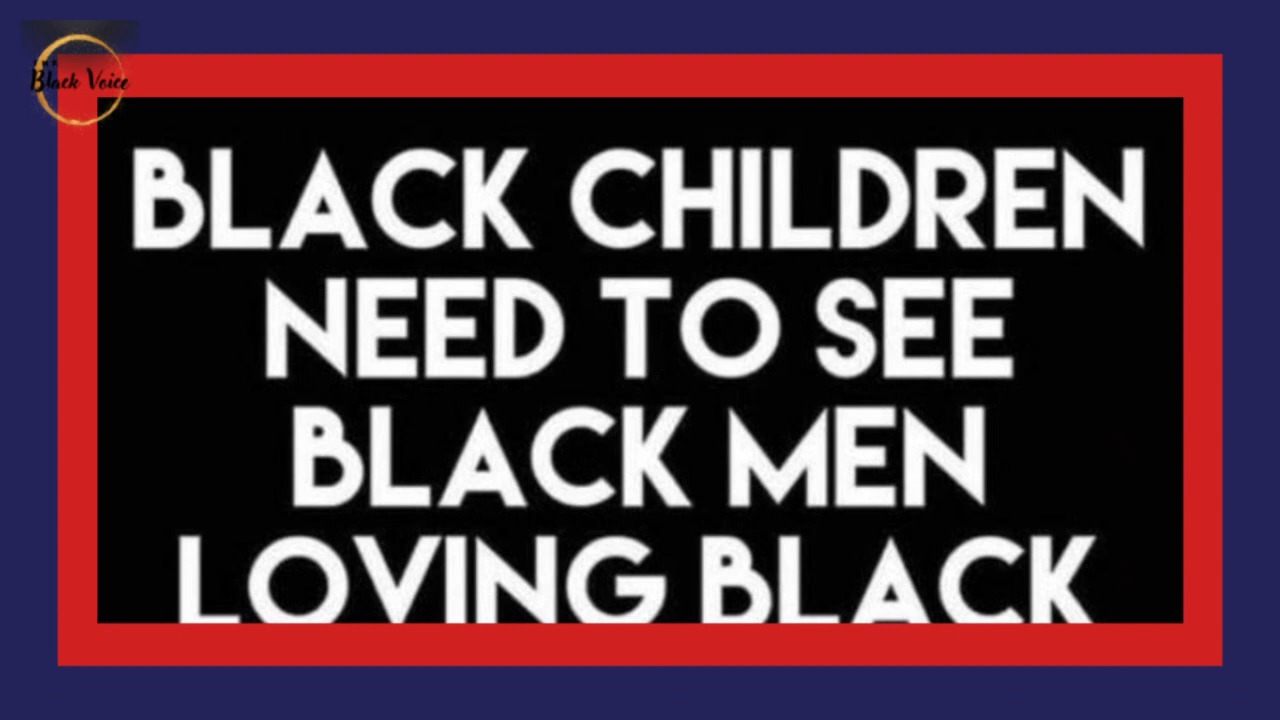 Black Voice
BLACK CHILDREN
NEED TO SEE
BLACK MEN
LOVING BLACK